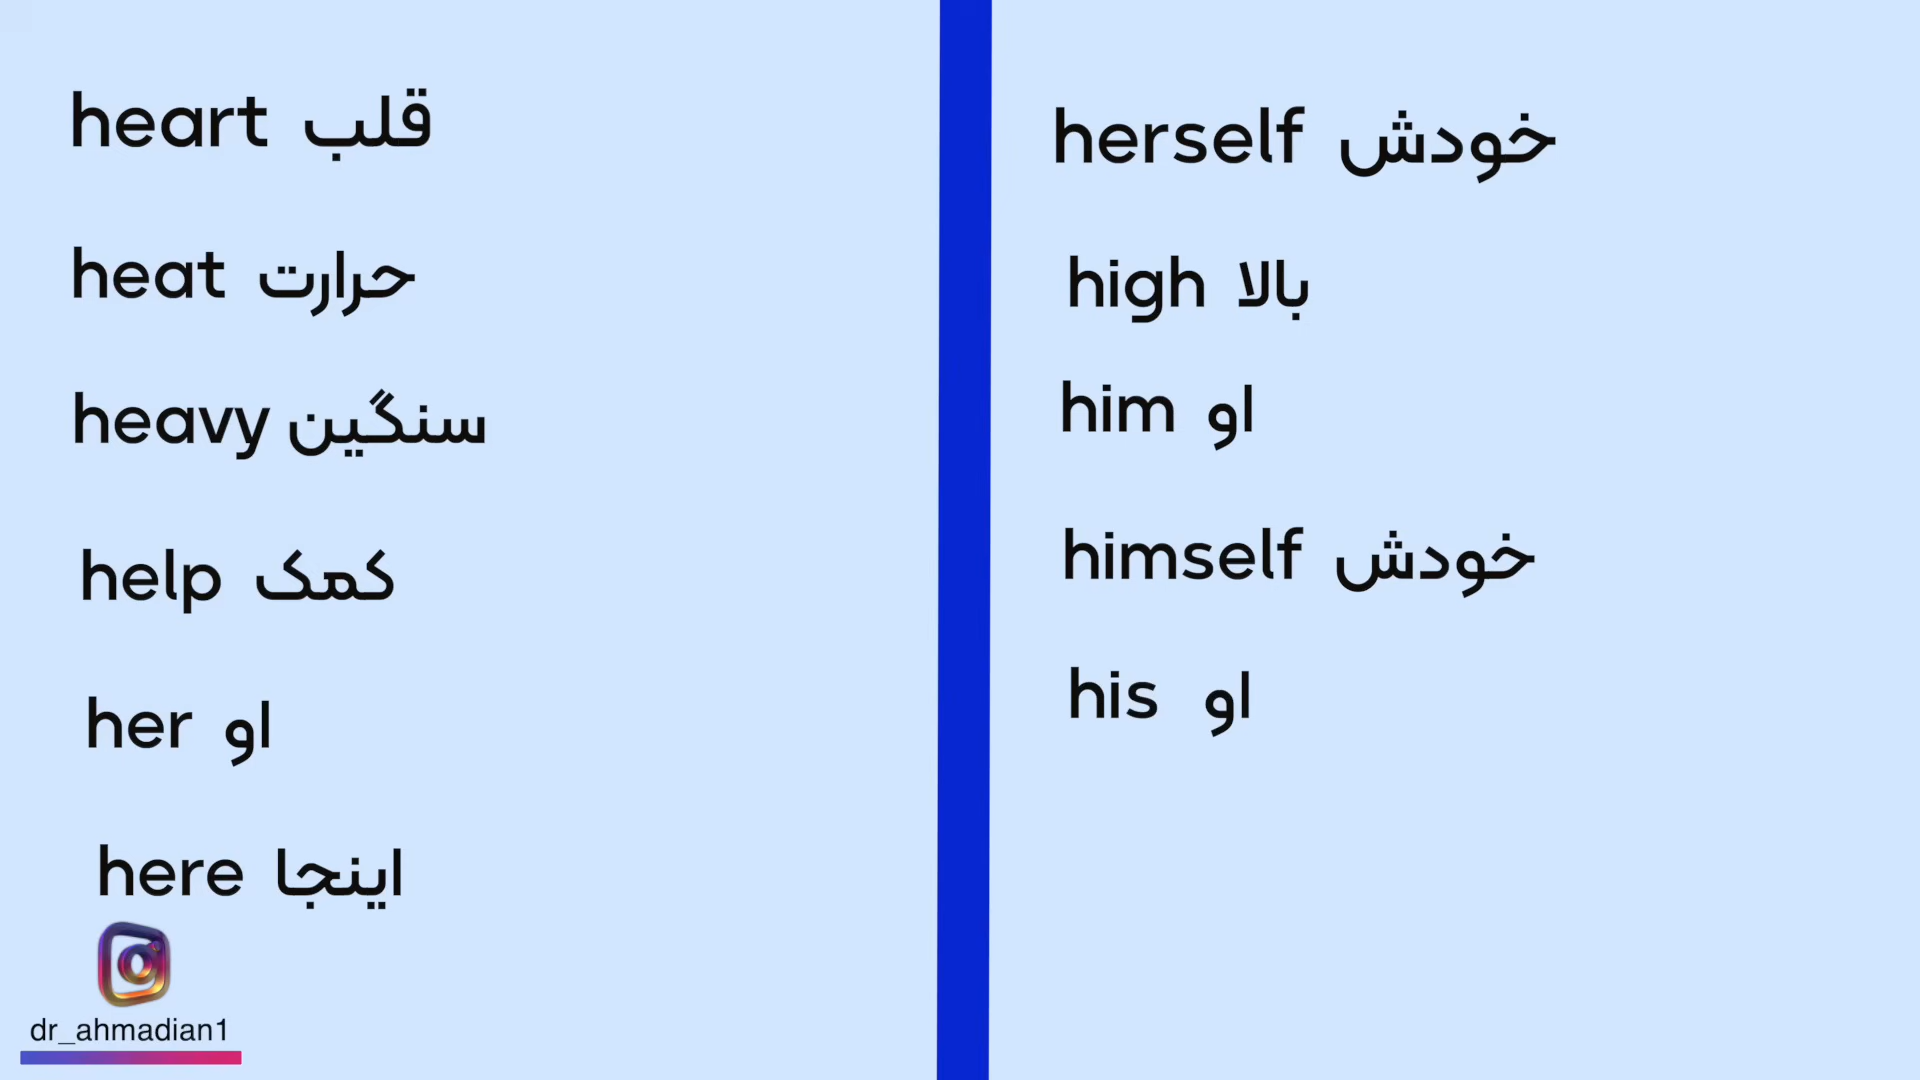 heart قلب
heat حرارت
heavy سنگین
help کمک
her او
here اینجا
dr_ahmadian1
herself خودش
high بالا
him او
himself خودش
his او